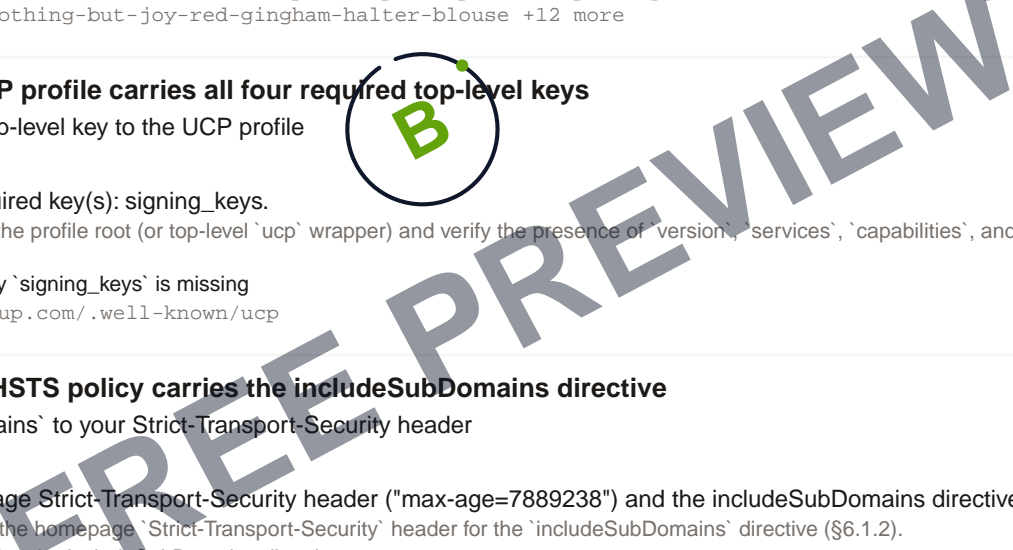 othing-but-joy-red-gingham-halter-blouse +12 more
P profile carries all four required top-level keys
o-level key to the UCP profile
B
uired key(s): signing_keys.
the profile root (or top-level `ucp` wrapper) and verify the presence of `version`, `services`, `capabilities`, and
y `signing_keys` is missing
up.com/.well-known/ucp
HSTS policy carries the includeSubDomains directive
ains` to your Strict-Transport-Security header
age Strict-Transport-Security header ("max-age=7889238") and the includeSubDomains directive
the homepage `Strict-Transport-Security` header for the `includeSubDomains` directive (§6.1.2).
FREE PREVIEW